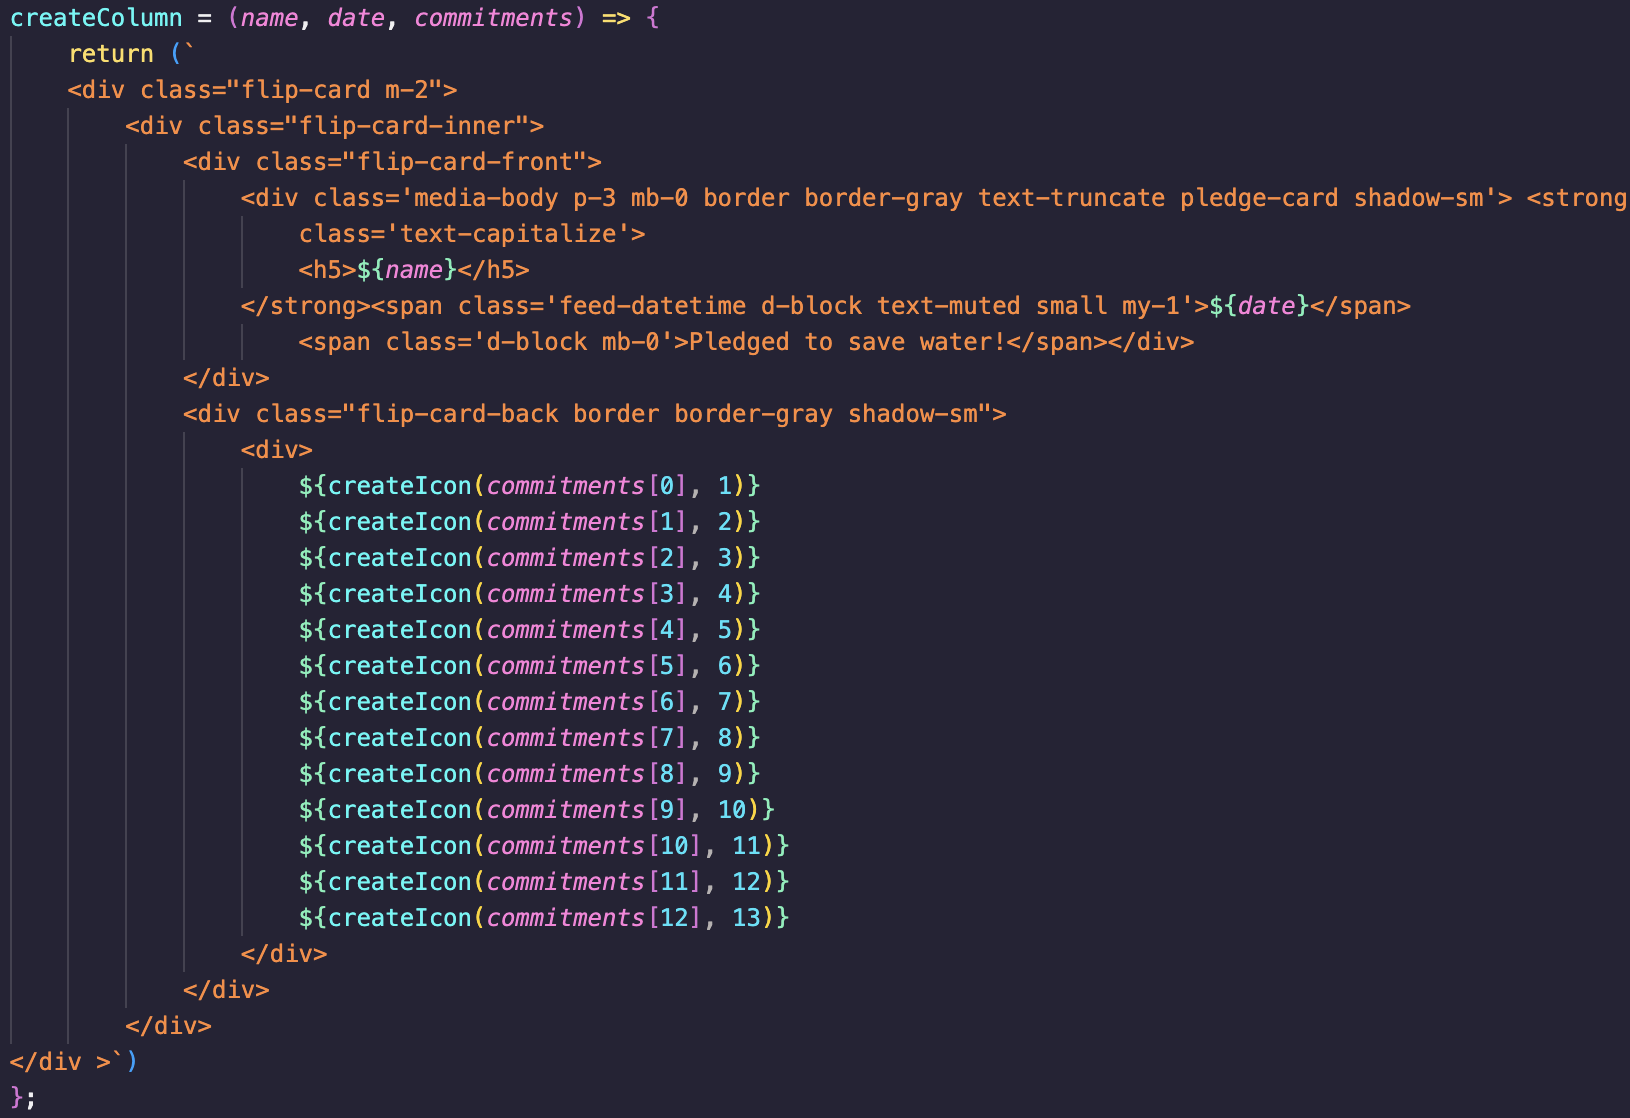 createColumn = (name, date, commitments) => {
    return (`
    <div class="flip-card m-2">
        <div class="flip-card-inner">
            <div class="flip-card-front">
                <div class='media-body p-3 mb-0 border border-gray text-truncate pledge-card shadow-sm'> <strong
                    class='text-capitalize'>
                    <h5>${name}</h5>
                </strong><span class='feed-datetime d-block text-muted small my-1'>${date}</span>
                    <span class='d-block mb-0'>Pledged to save water!</span></div>
            </div>
            <div class="flip-card-back border border-gray shadow-sm">
                <div>
                    ${createIcon(commitments[0], 1)}
                    ${createIcon(commitments[1], 2)}
                    ${createIcon(commitments[2], 3)}
                    ${createIcon(commitments[3], 4)}
                    ${createIcon(commitments[4], 5)}
                    ${createIcon(commitments[5], 6)}
                    ${createIcon(commitments[6], 7)}
                    ${createIcon(commitments[7], 8)}
                    ${createIcon(commitments[8], 9)}
                    ${createIcon(commitments[9], 10)}
                    ${createIcon(commitments[10], 11)}
                    ${createIcon(commitments[11], 12)}
                    ${createIcon(commitments[12], 13)}
                </div>
            </div>
        </div>
</div >`)
};